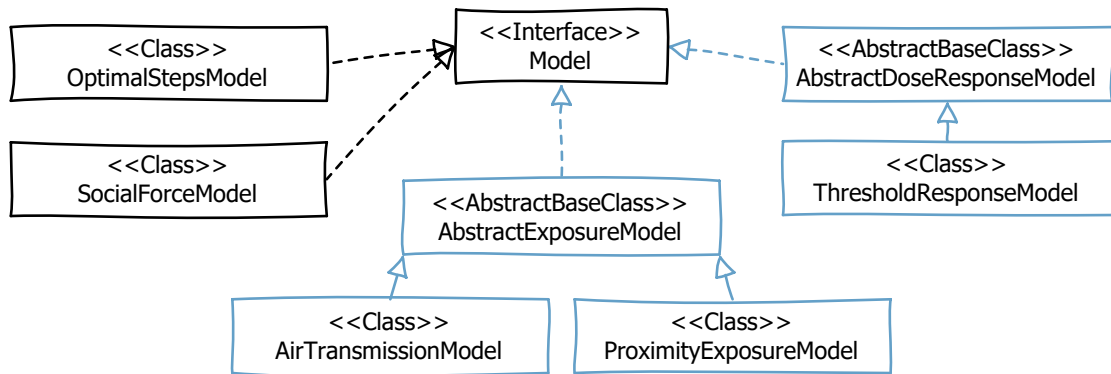 <<Class>>
OptimalStepsModel
<<Interface>>
Model
<<AbstractBaseClass>>
AbstractDoseResponseModel
<<Class>>
SocialForceModel
<<Class>>
ThresholdResponseModel
<<AbstractBaseClass>>
AbstractExposureModel
<<Class>>
AirTransmissionModel
<<Class>>
ProximityExposureModel